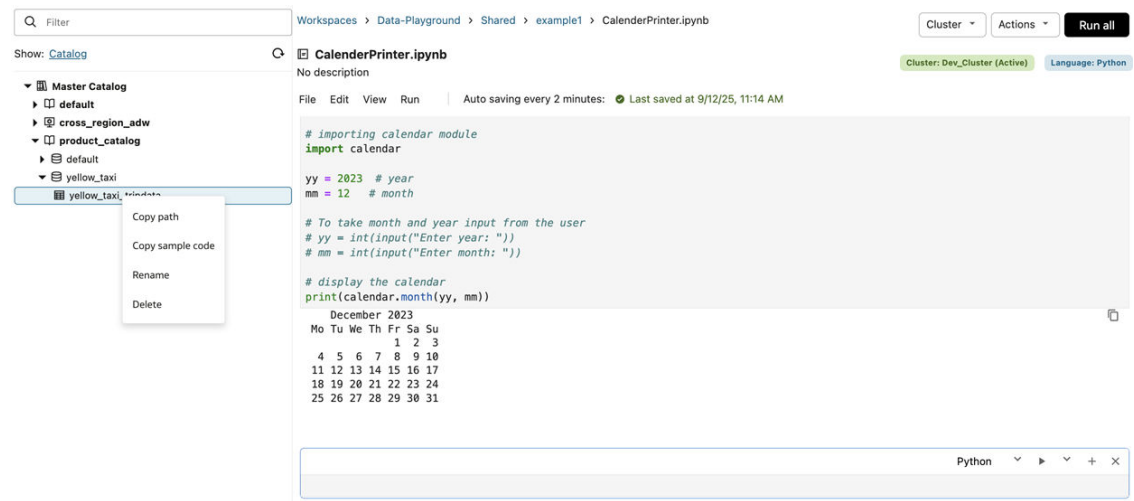 Filter
Show: Catalog
Master Catalog
default
cross_region_adw
product_catalog
default
yellow_taxi
yellow_taxi_tripdata
Copy path
Copy sample code
Rename
Delete
Workspaces > Data-Playground > Shared > example1 > CalenderPrinter.ipynb
Cluster Actions Run all
CalenderPrinter.ipynb
No description
Cluster: Dev_Cluster (Active) Language: Python
File Edit View Run Auto saving every 2 minutes: Last saved at 9/12/25, 11:14 AM
# importing calendar module
import calendar
yy = 2023  # year
mm = 12   # month
# To take month and year input from the user
# yy = int(input("Enter year: "))
# mm = int(input("Enter month: "))
# display the calendar
print(calendar.month(yy, mm))
December 2023
Mo Tu We Th Fr Sa Su
1 2 3
4 5 6 7 8 9 10
11 12 13 14 15 16 17
18 19 20 21 22 23 24
25 26 27 28 29 30 31
Python